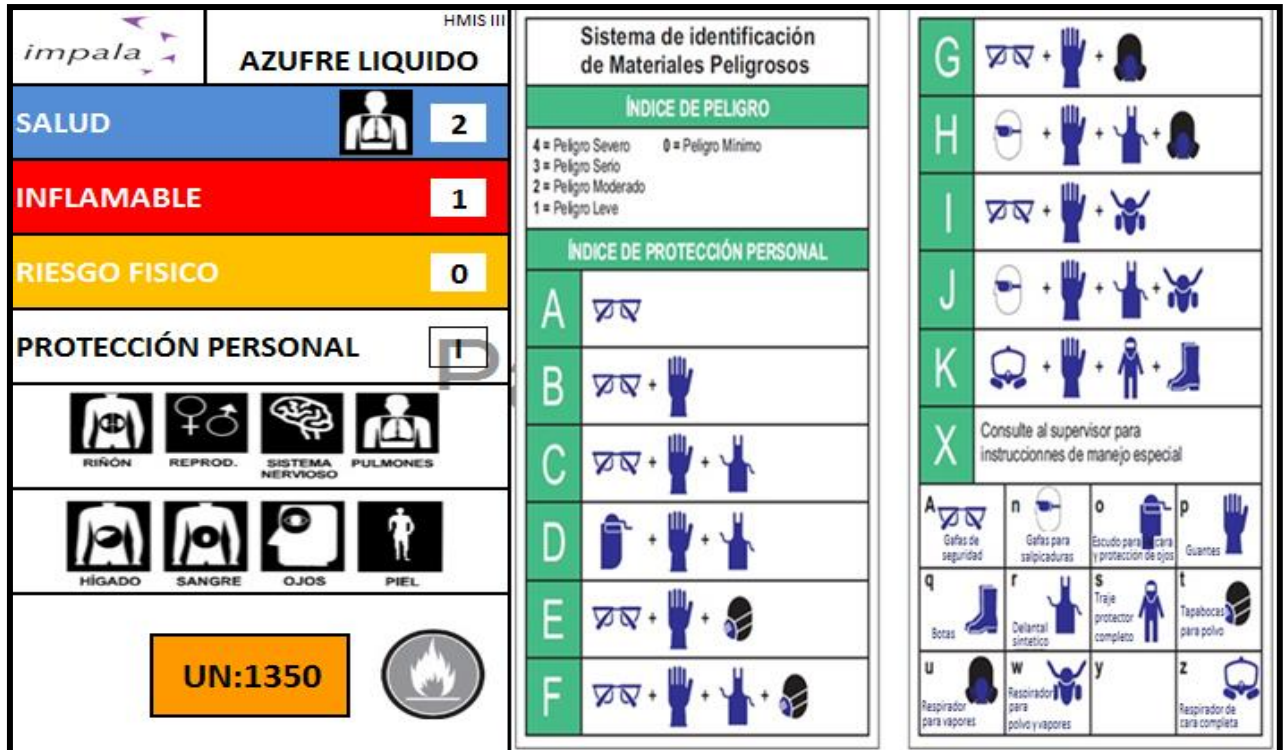 HMIS III
impala
AZUFRE LIQUIDO
SALUD
2
INFLAMABLE
1
RIESGO FISICO
0
PROTECCIÓN PERSONAL
I
RIÑÓN
REPROD.
SISTEMA
NERVIOSO
PULMONES
HÍGADO
SANGRE
OJOS
PIEL
UN:1350
Sistema de identificación
de Materiales Peligrosos
ÍNDICE DE PELIGRO
4 = Peligro Severo 0 = Peligro Mínimo
3 = Peligro Serio
2 = Peligro Moderado
1 = Peligro Leve
ÍNDICE DE PROTECCIÓN PERSONAL
A
B +
C + +
D + +
E + +
F + + +
G + +
H + + +
I + +
J + + +
K + + +
X
Consulte al supervisor para
instrucciones de manejo especial
A
Gafas de
seguridad
n
Gafas para
salpicaduras
o
Escudo para cara
y protección de ojos
p
Guantes
q
Botas
r
Delantal
sintetico
s
Traje
protector
completo
t
Tapabocas
para polvo
u
Respirador
para vapores
w
Respirador
para
polvo y vapores
y
z
Respirador de
cara completa